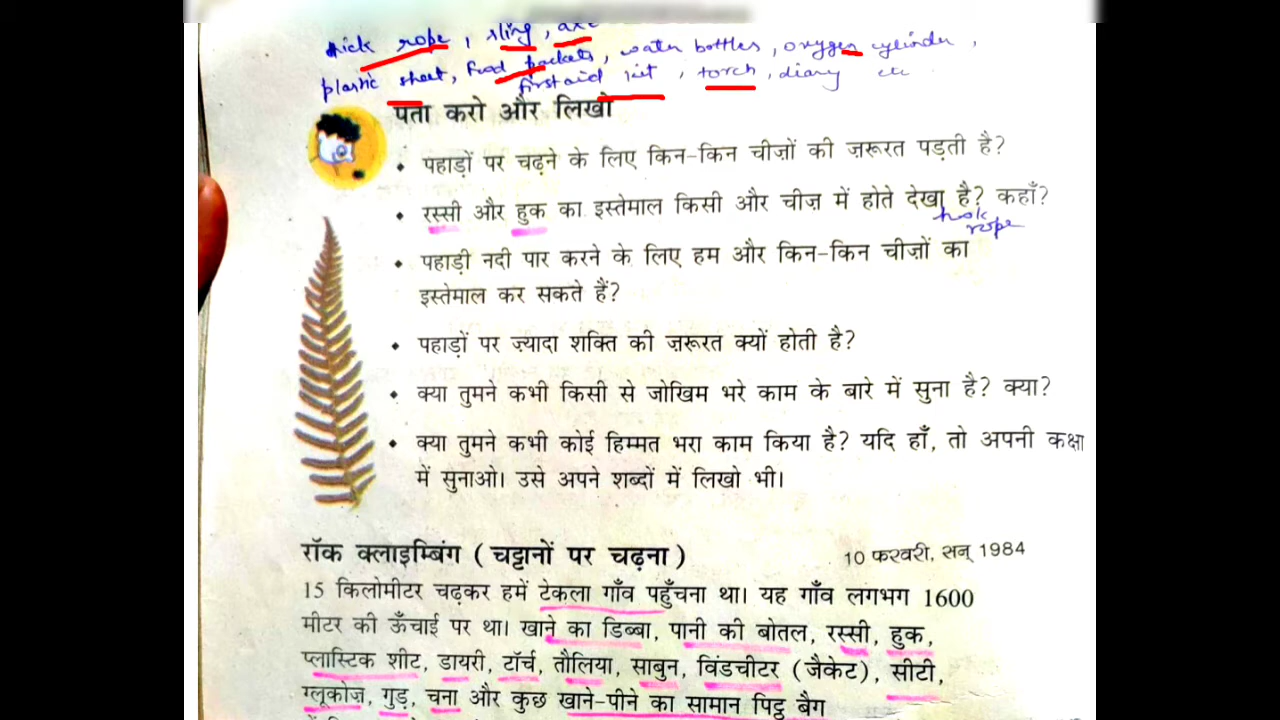 rope, sling, axe
plastic sheet, food packets, water bottles, oxygen cylinder,
first aid kit, torch, diary etc
पता करो और लिखो
• पहाड़ों पर चढ़ने के लिए किन-किन चीज़ों की ज़रूरत पड़ती है?
• रस्सी और हुक का इस्तेमाल किसी और चीज़ में होते देखा है? कहाँ?
rope
• पहाड़ी नदी पार करने के लिए हम और किन-किन चीज़ों का
इस्तेमाल कर सकते हैं?
• पहाड़ों पर ज़्यादा शक्ति की ज़रूरत क्यों होती है?
• क्या तुमने कभी किसी से जोखिम भरे काम के बारे में सुना है? क्या?
• क्या तुमने कभी कोई हिम्मत भरा काम किया है? यदि हाँ, तो अपनी कक्षा
में सुनाओ। उसे अपने शब्दों में लिखो भी।
रॉक क्लाइम्बिंग (चट्टानों पर चढ़ना) 10 फरवरी, सन् 1984
15 किलोमीटर चढ़कर हमें टेकला गाँव पहुँचना था। यह गाँव लगभग 1600
मीटर की ऊँचाई पर था। खाने का डिब्बा, पानी की बोतल, रस्सी, हुक,
प्लास्टिक शीट, डायरी, टॉर्च, तौलिया, साबुन, विंडचीटर (जैकेट), सीटी,
ग्लूकोज़, गुड़, चना और कुछ खाने-पीने का सामान पिट्ठू बैग